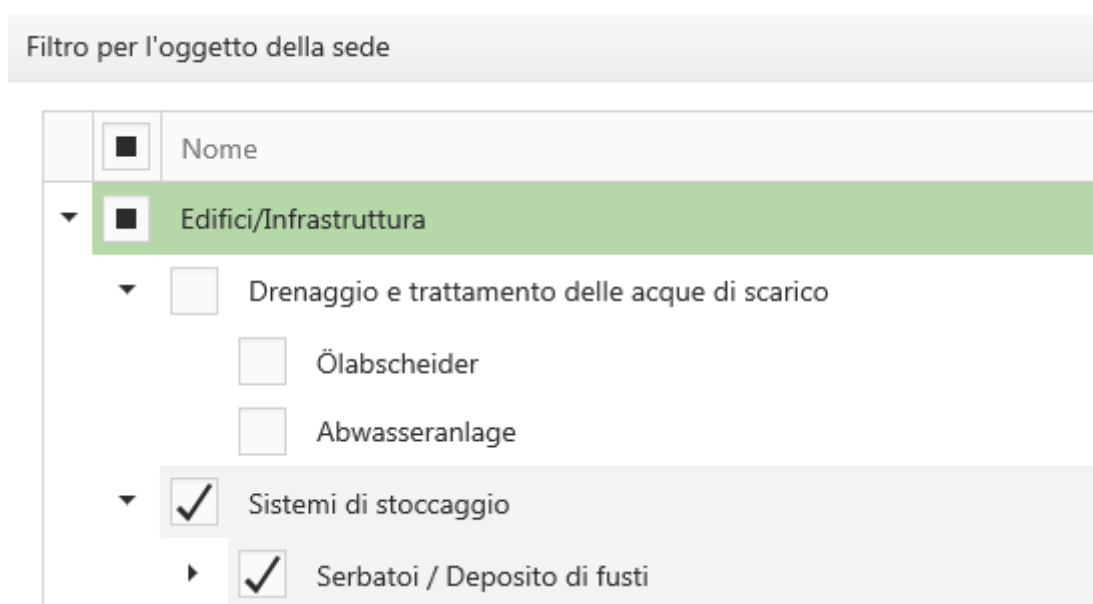 Filtro per l'oggetto della sede
Nome
Edifici/Infrastruttura
Drenaggio e trattamento delle acque di scarico
Ölabscheider
Abwasseranlage
Sistemi di stoccaggio
Serbatoi / Deposito di fusti